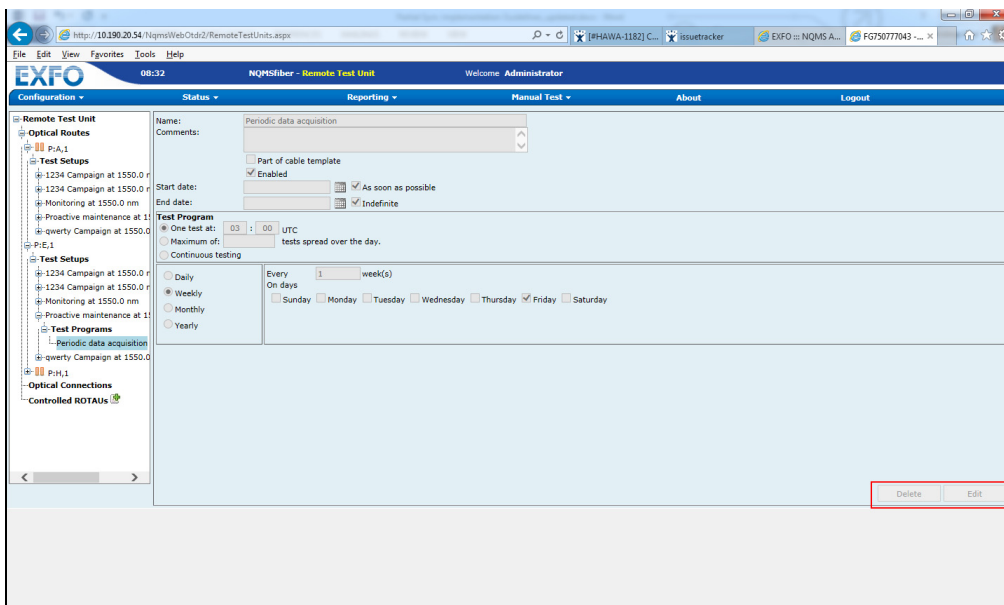 http://10.190.20.54/NqmsWebOtdr2/RemoteTestUnits.aspx
[#HAWA-1182] C...
issuetracker
EXFO ::: NQMS A...
FG750777043 -...
File Edit View Favorites Tools Help
EXFO
08:32
NQMSfiber - Remote Test Unit
Welcome Administrator
Configuration
Status
Reporting
Manual Test
About
Logout
Remote Test Unit
Optical Routes
P:A,1
Test Setups
1234 Campaign at 1550.0 n
1234 Campaign at 1550.0 n
Monitoring at 1550.0 nm
Proactive maintenance at 15
qwerty Campaign at 1550.0
P:E,1
Test Setups
1234 Campaign at 1550.0 n
1234 Campaign at 1550.0 n
Monitoring at 1550.0 nm
Proactive maintenance at 15
Test Programs
Periodic data acquisition
qwerty Campaign at 1550.0
P:H,1
Optical Connections
Controlled ROTAUs
Name: Periodic data acquisition
Comments:
Part of cable template
Enabled
Start date: As soon as possible
End date: Indefinite
Test Program
One test at: 03 : 00 UTC
Maximum of: tests spread over the day.
Continuous testing
Daily
Weekly
Monthly
Yearly
Every 1 week(s)
On days
Sunday Monday Tuesday Wednesday Thursday Friday Saturday
Delete Edit